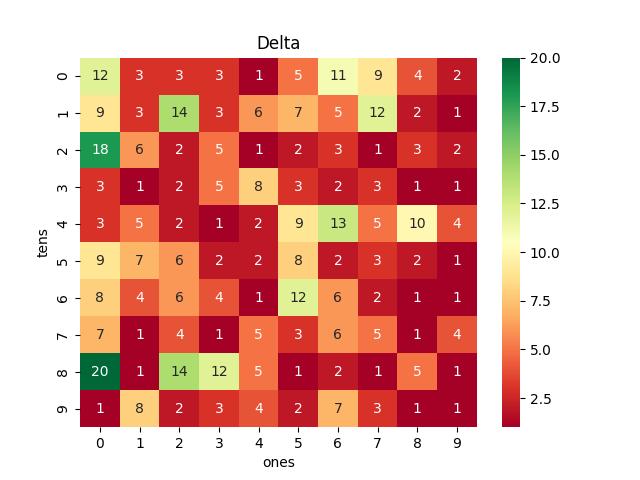 Delta
0 12 3 3 3 1 5 11 9 4 2 20.0
1 9 3 14 3 6 7 5 12 2 1 17.5
2 18 6 2 5 1 2 3 1 3 2 15.0
3 3 1 2 5 8 3 2 3 1 1 12.5
tens 4 3 5 2 1 2 9 13 5 10 4 10.0
5 9 7 6 2 2 8 2 3 2 1
6 8 4 6 4 1 12 6 2 1 1 7.5
7 7 1 4 1 5 3 6 5 1 4 5.0
8 20 1 14 12 5 1 2 1 5 1
9 1 8 2 3 4 2 7 3 1 1 2.5
0 1 2 3 4 5 6 7 8 9
ones